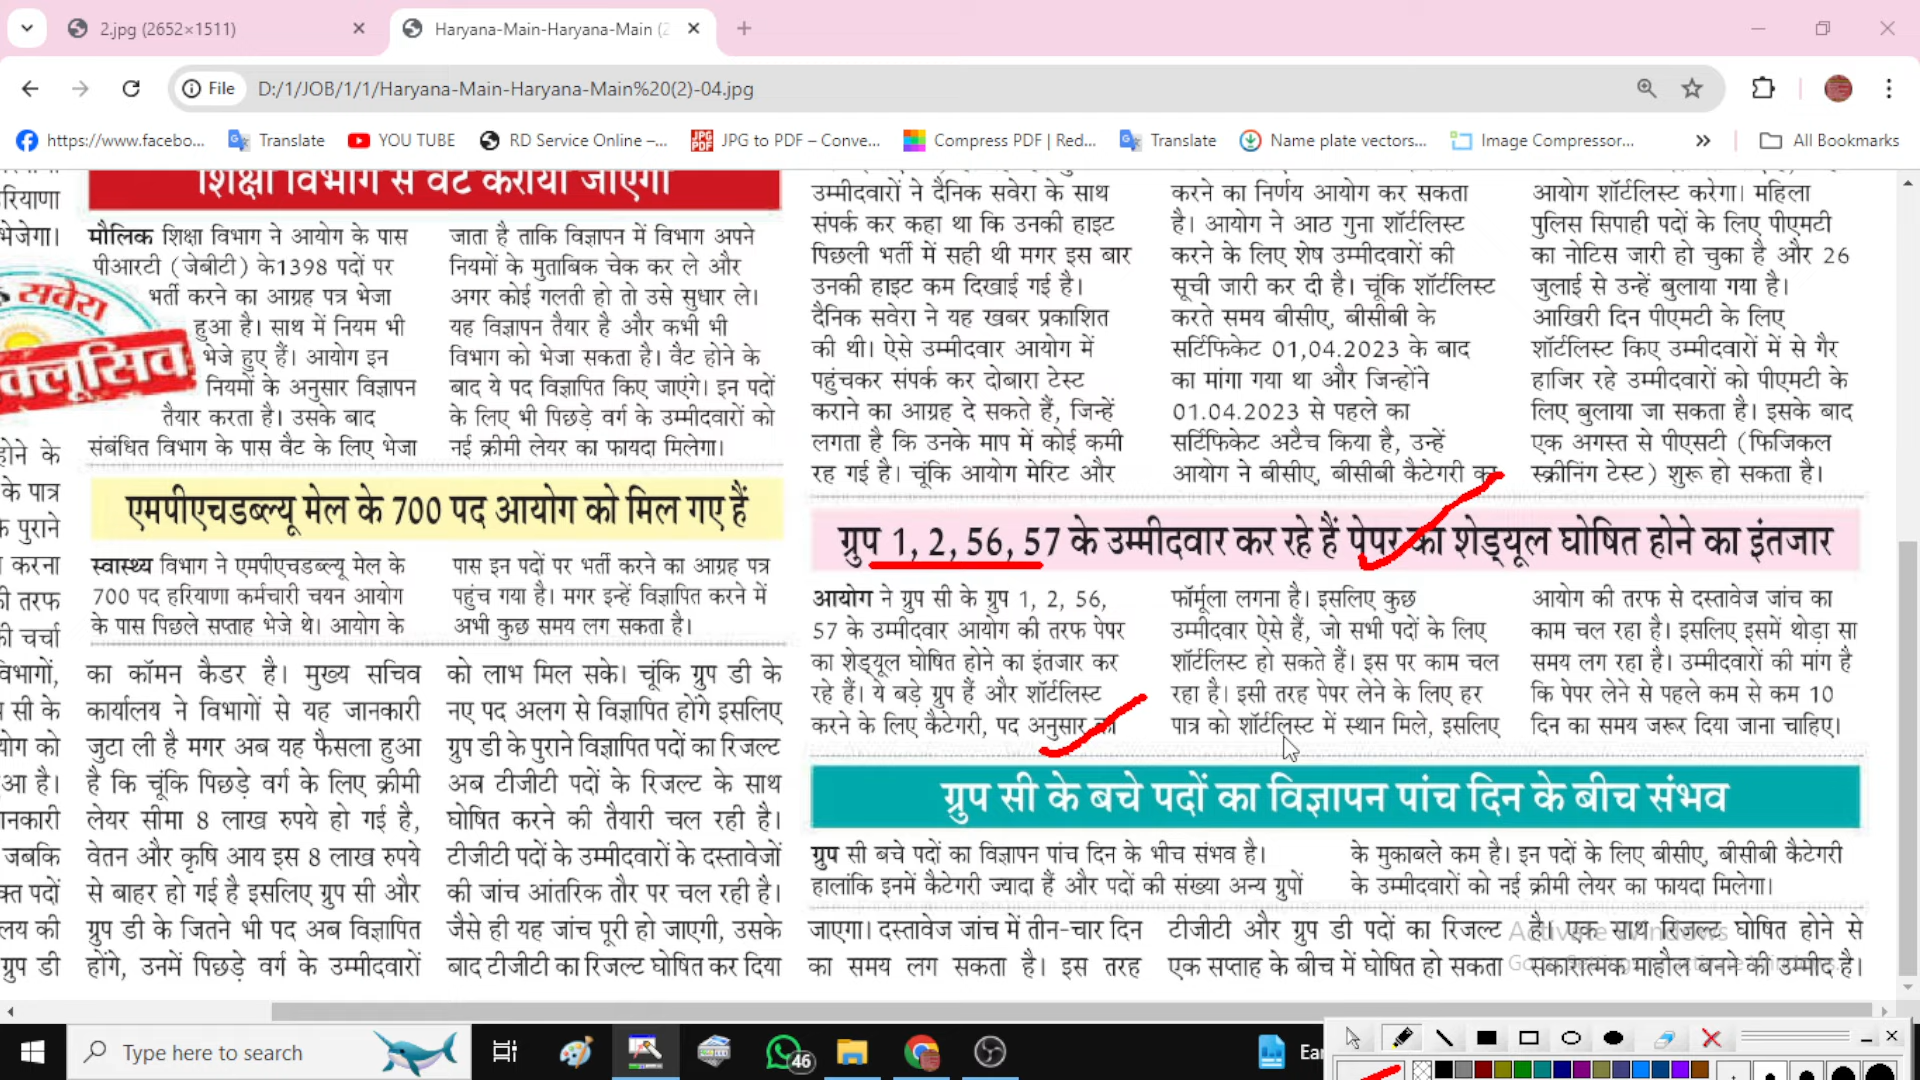 2.jpg (2652×1511)
Haryana-Main-Haryana-Main (2
File
D:/1/JOB/1/1/Haryana-Main-Haryana-Main%20(2)-04.jpg
https://www.facebo...
Translate
YOU TUBE
RD Service Online –...
JPG to PDF – Conve...
Compress PDF | Red...
Translate
Name plate vectors...
Image Compressor...
All Bookmarks
रियाणा
भेजेगा।
सवेरा
क्लूसिव
होने के
के पात्र
पुराने
करना
की तरफ
की चर्चा
विभागों,
सी के
योग को
हुआ है।
जानकारी
जबकि
क्त पदों
लय की
ग्रुप डी
शिक्षा विभाग से वेट कराया जाएगा
मौलिक शिक्षा विभाग ने आयोग के पास
पीआरटी (जेबीटी) के1398 पदों पर
भर्ती करने का आग्रह पत्र भेजा
हुआ है। साथ में नियम भी
भेजे हुए हैं। आयोग इन
नियमों के अनुसार विज्ञापन
तैयार करता है। उसके बाद
संबंधित विभाग के पास वैट के लिए भेजा
जाता है ताकि विज्ञापन में विभाग अपने
नियमों के मुताबिक चेक कर ले और
अगर कोई गलती हो तो उसे सुधार ले।
यह विज्ञापन तैयार है और कभी भी
विभाग को भेजा सकता है। वैट होने के
बाद ये पद विज्ञापित किए जाएंगे। इन पदों
के लिए भी पिछड़े वर्ग के उम्मीदवारों को
नई क्रीमी लेयर का फायदा मिलेगा।
एमपीएचडब्ल्यू मेल के 700 पद आयोग को मिल गए हैं
स्वास्थ्य विभाग ने एमपीएचडब्ल्यू मेल के
700 पद हरियाणा कर्मचारी चयन आयोग
के पास पिछले सप्ताह भेजे थे। आयोग के
पास इन पदों पर भर्ती करने का आग्रह पत्र
पहुंच गया है। मगर इन्हें विज्ञापित करने में
अभी कुछ समय लग सकता है।
का कॉमन कैडर है। मुख्य सचिव
कार्यालय ने विभागों से यह जानकारी
जुटा ली है मगर अब यह फैसला हुआ
है कि चूंकि पिछड़े वर्ग के लिए क्रीमी
लेयर सीमा 8 लाख रुपये हो गई है,
वेतन और कृषि आय इस 8 लाख रुपये
से बाहर हो गई है इसलिए ग्रुप सी और
ग्रुप डी के जितने भी पद अब विज्ञापित
होंगे, उनमें पिछड़े वर्ग के उम्मीदवारों
को लाभ मिल सके। चूंकि ग्रुप डी के
नए पद अलग से विज्ञापित होंगे इसलिए
ग्रुप डी के पुराने विज्ञापित पदों का रिजल्ट
अब टीजीटी पदों के रिजल्ट के साथ
घोषित करने की तैयारी चल रही है।
टीजीटी पदों के उम्मीदवारों के दस्तावेजों
की जांच आंतरिक तौर पर चल रही है।
जैसे ही यह जांच पूरी हो जाएगी, उसके
बाद टीजीटी का रिजल्ट घोषित कर दिया
उम्मीदवारों ने दैनिक सवेरा के साथ
संपर्क कर कहा था कि उनकी हाइट
पिछली भर्ती में सही थी मगर इस बार
उनकी हाइट कम दिखाई गई है।
दैनिक सवेरा ने यह खबर प्रकाशित
की थी। ऐसे उम्मीदवार आयोग में
पहुंचकर संपर्क कर दोबारा टेस्ट
कराने का आग्रह दे सकते हैं, जिन्हें
लगता है कि उनके माप में कोई कमी
रह गई है। चूंकि आयोग मेरिट और
करने का निर्णय आयोग कर सकता
है। आयोग ने आठ गुना शॉर्टलिस्ट
करने के लिए शेष उम्मीदवारों की
सूची जारी कर दी है। चूंकि शॉर्टलिस्ट
करते समय बीसीए, बीसीबी के
सर्टिफिकेट 01,04.2023 के बाद
का मांगा गया था और जिन्होंने
01.04.2023 से पहले का
सर्टिफिकेट अटैच किया है, उन्हें
आयोग ने बीसीए, बीसीबी कैटेगरी का
आयोग शॉर्टलिस्ट करेगा। महिला
पुलिस सिपाही पदों के लिए पीएमटी
का नोटिस जारी हो चुका है और 26
जुलाई से उन्हें बुलाया गया है।
आखिरी दिन पीएमटी के लिए
शॉर्टलिस्ट किए उम्मीदवारों में से गैर
हाजिर रहे उम्मीदवारों को पीएमटी के
लिए बुलाया जा सकता है। इसके बाद
एक अगस्त से पीएसटी (फिजिकल
स्क्रीनिंग टेस्ट) शुरू हो सकता है।
ग्रुप 1, 2, 56, 57 के उम्मीदवार कर रहे हैं पेपर का शेड्यूल घोषित होने का इंतजार
आयोग ने ग्रुप सी के ग्रुप 1, 2, 56,
57 के उम्मीदवार आयोग की तरफ पेपर
का शेड्यूल घोषित होने का इंतजार कर
रहे हैं। ये बड़े ग्रुप हैं और शॉर्टलिस्ट
करने के लिए कैटेगरी, पद अनुसार का
फॉर्मूला लगना है। इसलिए कुछ
उम्मीदवार ऐसे हैं, जो सभी पदों के लिए
शॉर्टलिस्ट हो सकते हैं। इस पर काम चल
रहा है। इसी तरह पेपर लेने के लिए हर
पात्र को शॉर्टलिस्ट में स्थान मिले, इसलिए
आयोग की तरफ से दस्तावेज जांच का
काम चल रहा है। इसलिए इसमें थोड़ा सा
समय लग रहा है। उम्मीदवारों की मांग है
कि पेपर लेने से पहले कम से कम 10
दिन का समय जरूर दिया जाना चाहिए।
ग्रुप सी के बचे पदों का विज्ञापन पांच दिन के बीच संभव
ग्रुप सी बचे पदों का विज्ञापन पांच दिन के भीच संभव है।
हालांकि इनमें कैटेगरी ज्यादा हैं और पदों की संख्या अन्य ग्रुपों
के मुकाबले कम है। इन पदों के लिए बीसीए, बीसीबी कैटेगरी
के उम्मीदवारों को नई क्रीमी लेयर का फायदा मिलेगा।
जाएगा। दस्तावेज जांच में तीन-चार दिन
का समय लग सकता है। इस तरह
टीजीटी और ग्रुप डी पदों का रिजल्ट
एक सप्ताह के बीच में घोषित हो सकता
है। एक साथ रिजल्ट घोषित होने से
सकारात्मक माहौल बनने की उम्मीद है।
Activate Windows
Type here to search
46
Ear